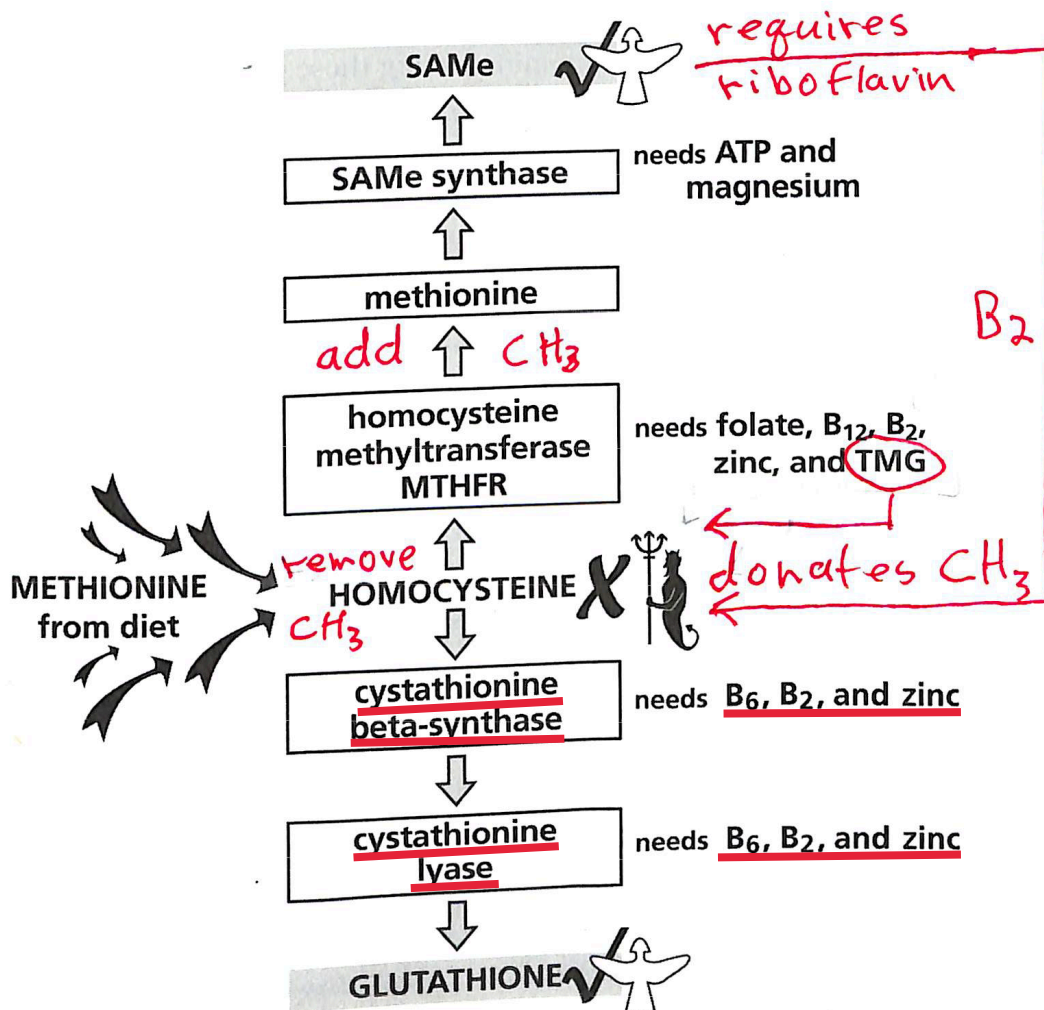 requires
riboflavin
SAMe
SAMe synthase
needs ATP and
magnesium
methionine
B2
add CH3
homocysteine
methyltransferase
MTHFR
needs folate, B12, B2,
zinc, and TMG
METHIONINE
from diet
remove
CH3
HOMOCYSTEINE
X
donates CH3
cystathionine
beta-synthase
needs B6, B2, and zinc
cystathionine
lyase
needs B6, B2, and zinc
GLUTATHIONE